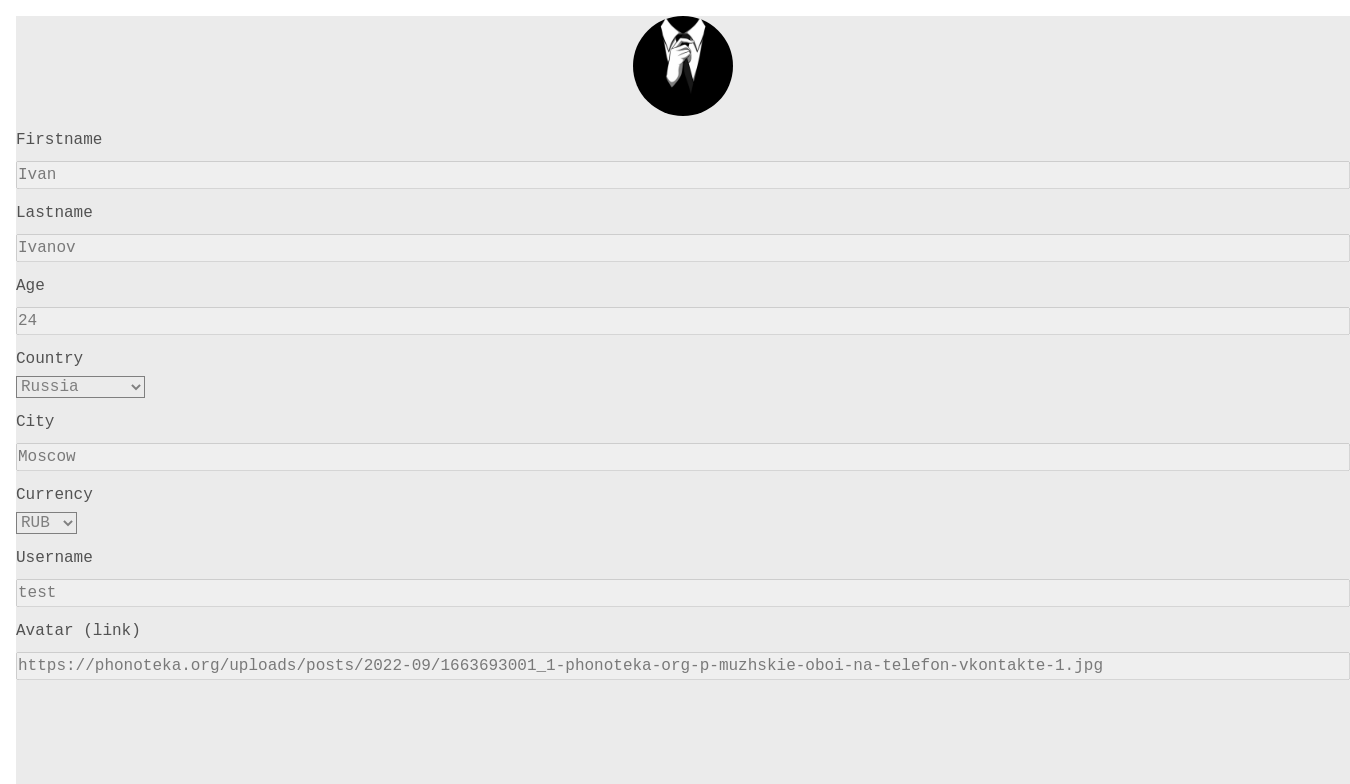 Firstname
Ivan
Lastname
Ivanov
Age
24
Country
Russia
City
Moscow
Currency
RUB
Username
test
Avatar (link)
https://phonoteka.org/uploads/posts/2022-09/1663693001_1-phonoteka-org-p-muzhskie-oboi-na-telefon-vkontakte-1.jpg